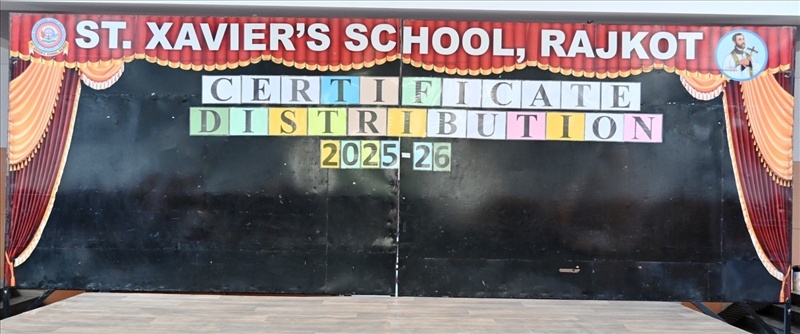 ST. XAVIER'S SCHOOL, RAJKOT
CERTIFICATE
DISTRIBUTION
2025-26